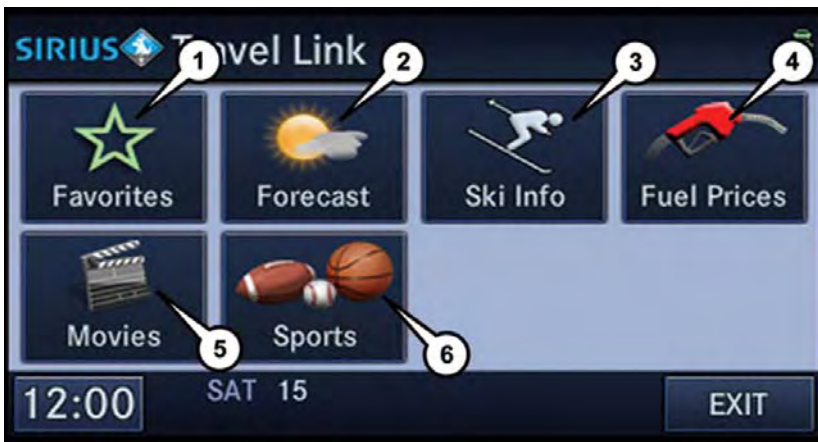 SIRIUS Travel Link
1 2 3 4
Favorites Forecast Ski Info Fuel Prices
Movies Sports
5 6
12:00 SAT 15 EXIT